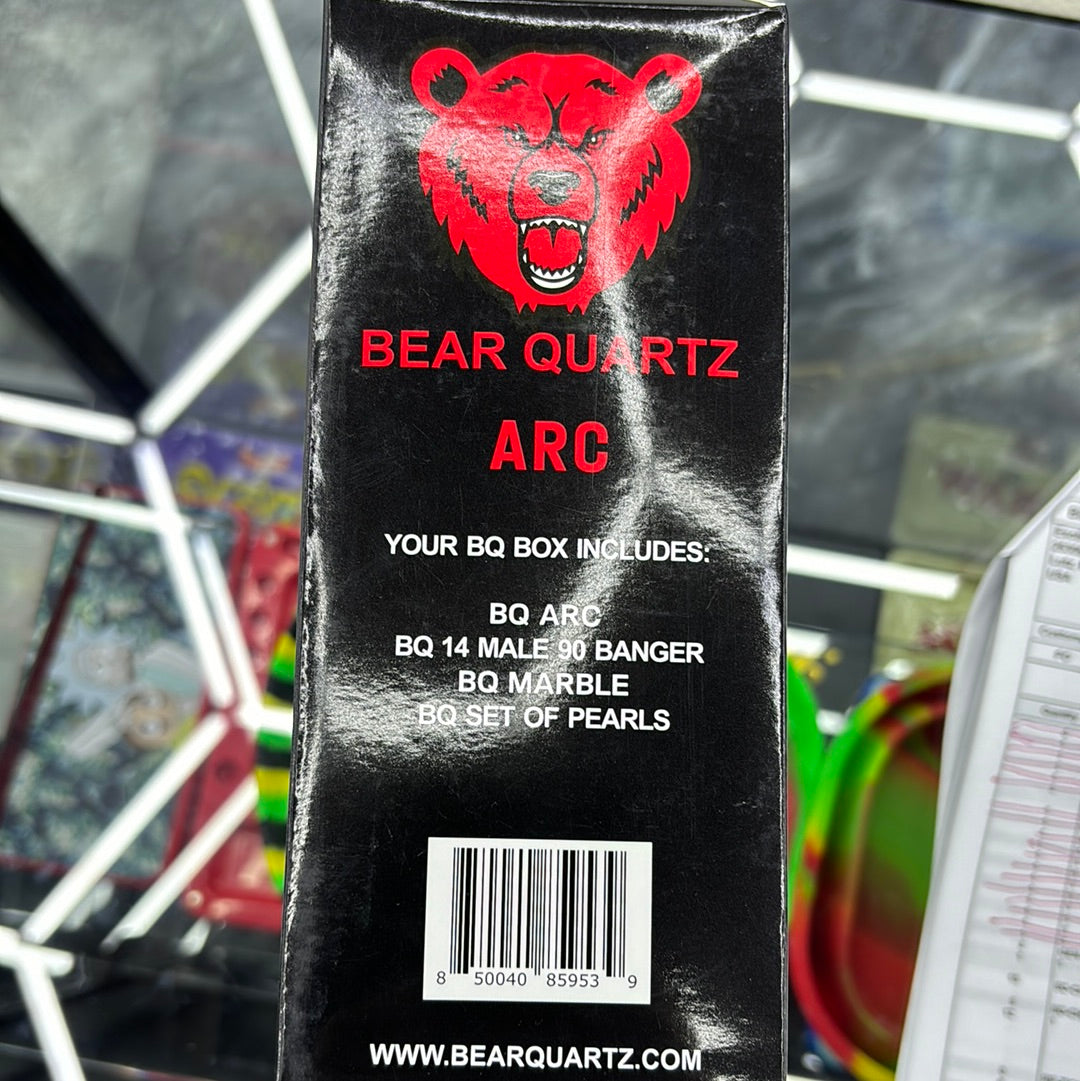 BEAR QUARTZ
ARC
YOUR BQ BOX INCLUDES:
BQ ARC
BQ 14 MALE 90 BANGER
BQ MARBLE
BQ SET OF PEARLS
8 50040 85953 9
WWW.BEARQUARTZ.COM